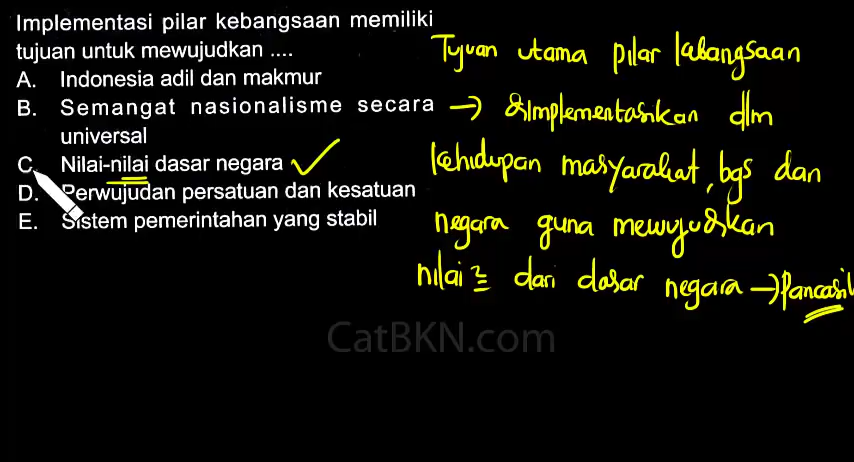 Implementasi pilar kebangsaan memiliki
tujuan untuk mewujudkan ....
A. Indonesia adil dan makmur
B. Semangat nasionalisme secara
universal
C. Nilai-nilai dasar negara
D. Perwujudan persatuan dan kesatuan
E. Sistem pemerintahan yang stabil
Tujuan utama pilar kebangsaan
→ diimplementasikan dlm
kehidupan masyarakat, bgs dan
negara guna mewujudkan
nilai2 dari dasar negara → Pancasil
CatBKN.com